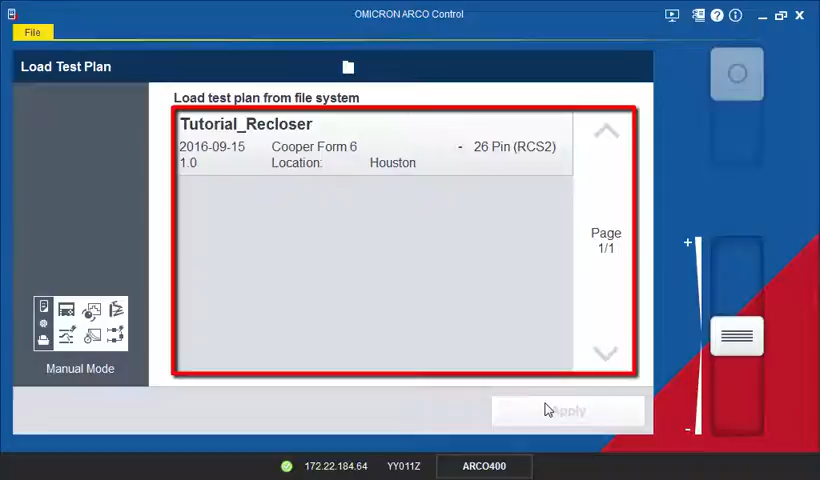 OMICRON ARCO Control
File
Load Test Plan
Load test plan from file system
Tutorial_Recloser
2016-09-15 Cooper Form 6 - 26 Pin (RCS2)
1.0 Location: Houston
Page
1/1
+
-
Manual Mode
Apply
172.22.184.64 YY011Z ARCO400